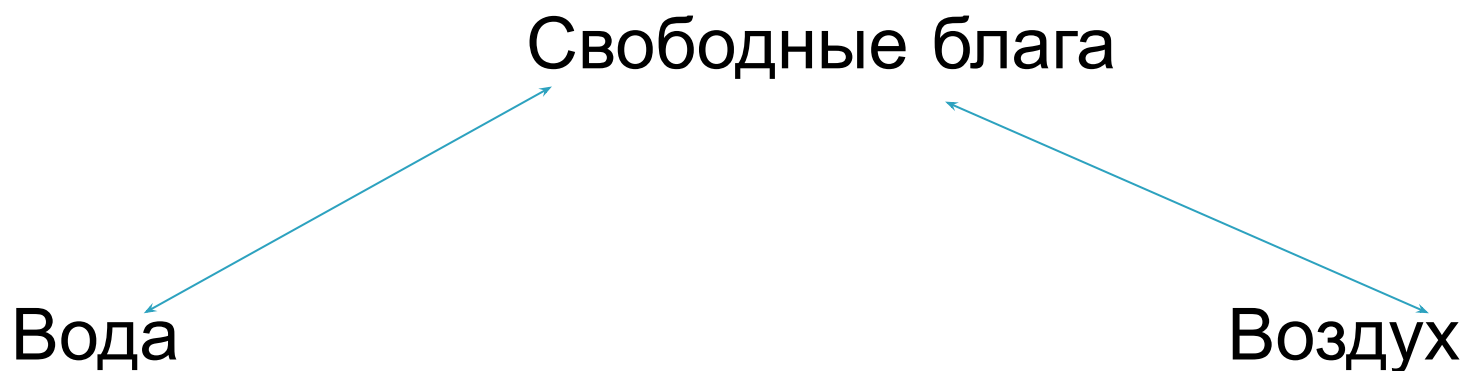 Свободные блага
Вода
Воздух